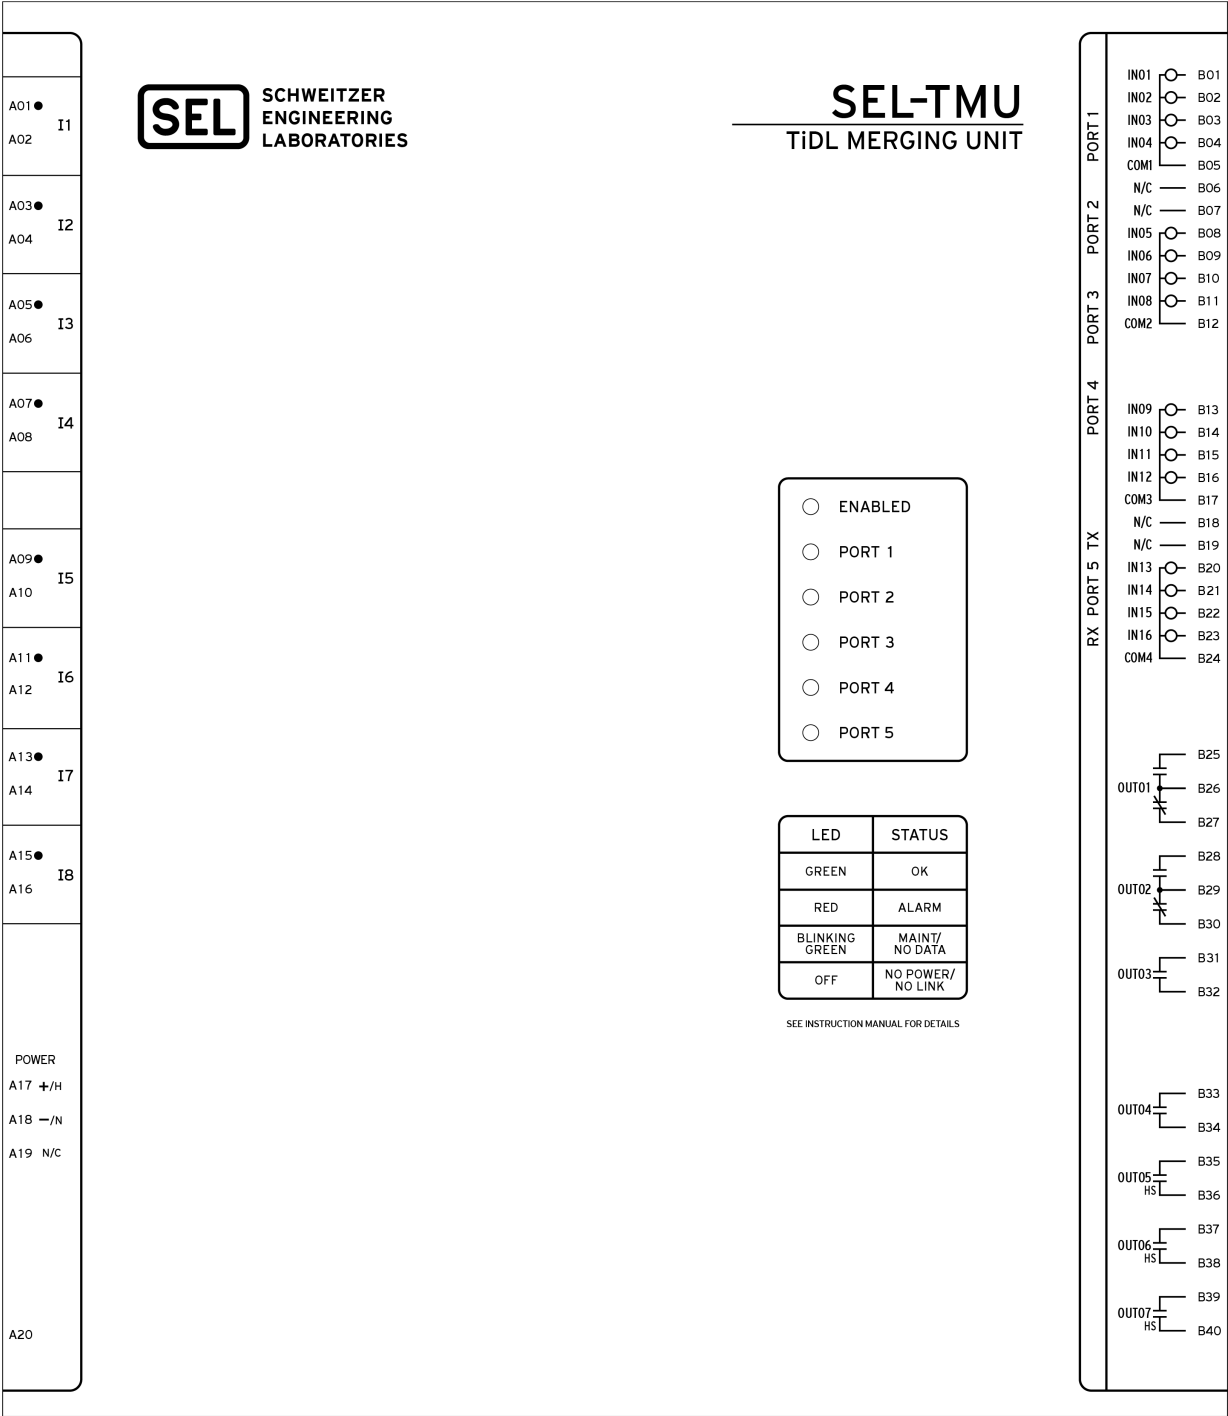 A01
I1
A02
A03
I2
A04
A05
I3
A06
A07
I4
A08
A09
I5
A10
A11
I6
A12
A13
I7
A14
A15
I8
A16
POWER
A17 +/H
A18 −/N
A19 N/C
A20
SEL
SCHWEITZER
ENGINEERING
LABORATORIES
SEL-TMU
TiDL MERGING UNIT
ENABLED
PORT 1
PORT 2
PORT 3
PORT 4
PORT 5
LED STATUS
GREEN OK
RED ALARM
BLINKING GREEN MAINT/ NO DATA
OFF NO POWER/ NO LINK
SEE INSTRUCTION MANUAL FOR DETAILS
PORT 1
PORT 2
PORT 3
PORT 4
RX PORT 5 TX
IN01 B01
IN02 B02
IN03 B03
IN04 B04
COM1 B05
N/C B06
N/C B07
IN05 B08
IN06 B09
IN07 B10
IN08 B11
COM2 B12
IN09 B13
IN10 B14
IN11 B15
IN12 B16
COM3 B17
N/C B18
N/C B19
IN13 B20
IN14 B21
IN15 B22
IN16 B23
COM4 B24
B25
OUT01 B26
B27
B28
OUT02 B29
B30
B31
OUT03
B32
B33
OUT04
B34
B35
OUT05
HS B36
B37
OUT06
HS B38
B39
OUT07
HS B40